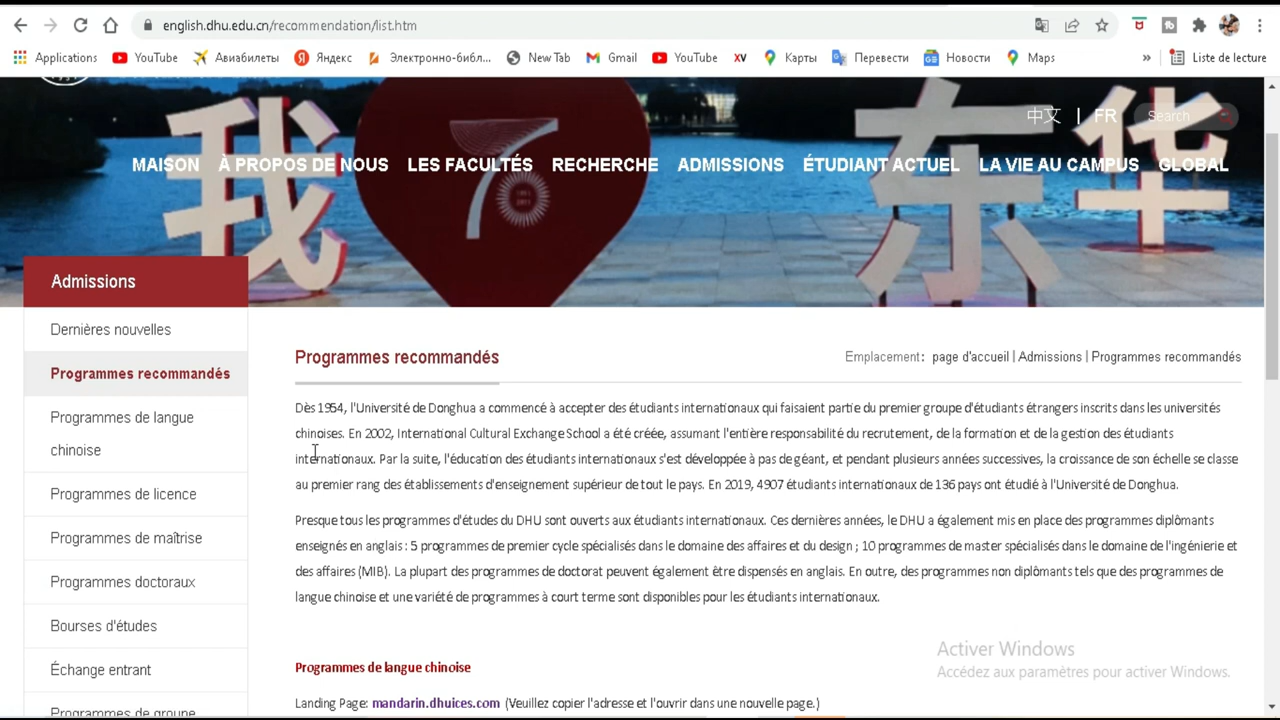 english.dhu.edu.cn/recommendation/list.htm
Applications YouTube Авиабилеты Яндекс Электронно-библ... New Tab Gmail YouTube XV Карты Перевести Новости Maps » Liste de lecture
我 7 东华
中文 | FR Search
MAISON À PROPOS DE NOUS LES FACULTÉS RECHERCHE ADMISSIONS ÉTUDIANT ACTUEL LA VIE AU CAMPUS GLOBAL
Admissions
Dernières nouvelles
Programmes recommandés
Programmes de langue
chinoise
Programmes de licence
Programmes de maîtrise
Programmes doctoraux
Bourses d'études
Échange entrant
Programmes de groupe
Programmes recommandés
Emplacement: page d'accueil | Admissions | Programmes recommandés
Dès 1954, l'Université de Donghua a commencé à accepter des étudiants internationaux qui faisaient partie du premier groupe d'étudiants étrangers inscrits dans les universités
chinoises. En 2002, International Cultural Exchange School a été créée, assumant l'entière responsabilité du recrutement, de la formation et de la gestion des étudiants
internationaux. Par la suite, l'éducation des étudiants internationaux s'est développée à pas de géant, et pendant plusieurs années successives, la croissance de son échelle se classe
au premier rang des établissements d'enseignement supérieur de tout le pays. En 2019, 4907 étudiants internationaux de 136 pays ont étudié à l'Université de Donghua.
Presque tous les programmes d'études du DHU sont ouverts aux étudiants internationaux. Ces dernières années, le DHU a également mis en place des programmes diplômants
enseignés en anglais : 5 programmes de premier cycle spécialisés dans le domaine des affaires et du design ; 10 programmes de master spécialisés dans le domaine de l'ingénierie et
des affaires (MIB). La plupart des programmes de doctorat peuvent également être dispensés en anglais. En outre, des programmes non diplômants tels que des programmes de
langue chinoise et une variété de programmes à court terme sont disponibles pour les étudiants internationaux.
Programmes de langue chinoise
Landing Page: mandarin.dhuices.com (Veuillez copier l'adresse et l'ouvrir dans une nouvelle page.)
Activer Windows
Accédez aux paramètres pour activer Windows.